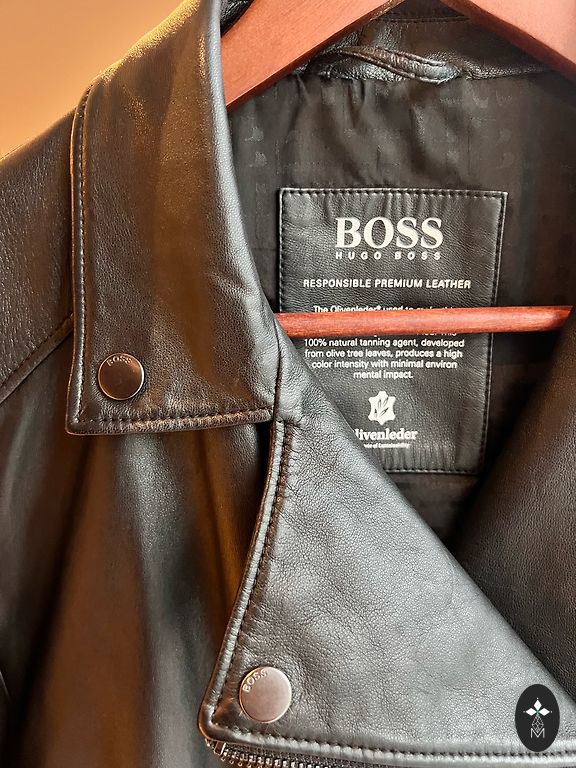 BOSS
HUGO BOSS
RESPONSIBLE PREMIUM LEATHER
The Olivenleder® used to
100% natural tanning agent, developed
from olive tree leaves, produces a high
color intensity with minimal environ
mental impact.
livenleder
BOSS
BOSS
M